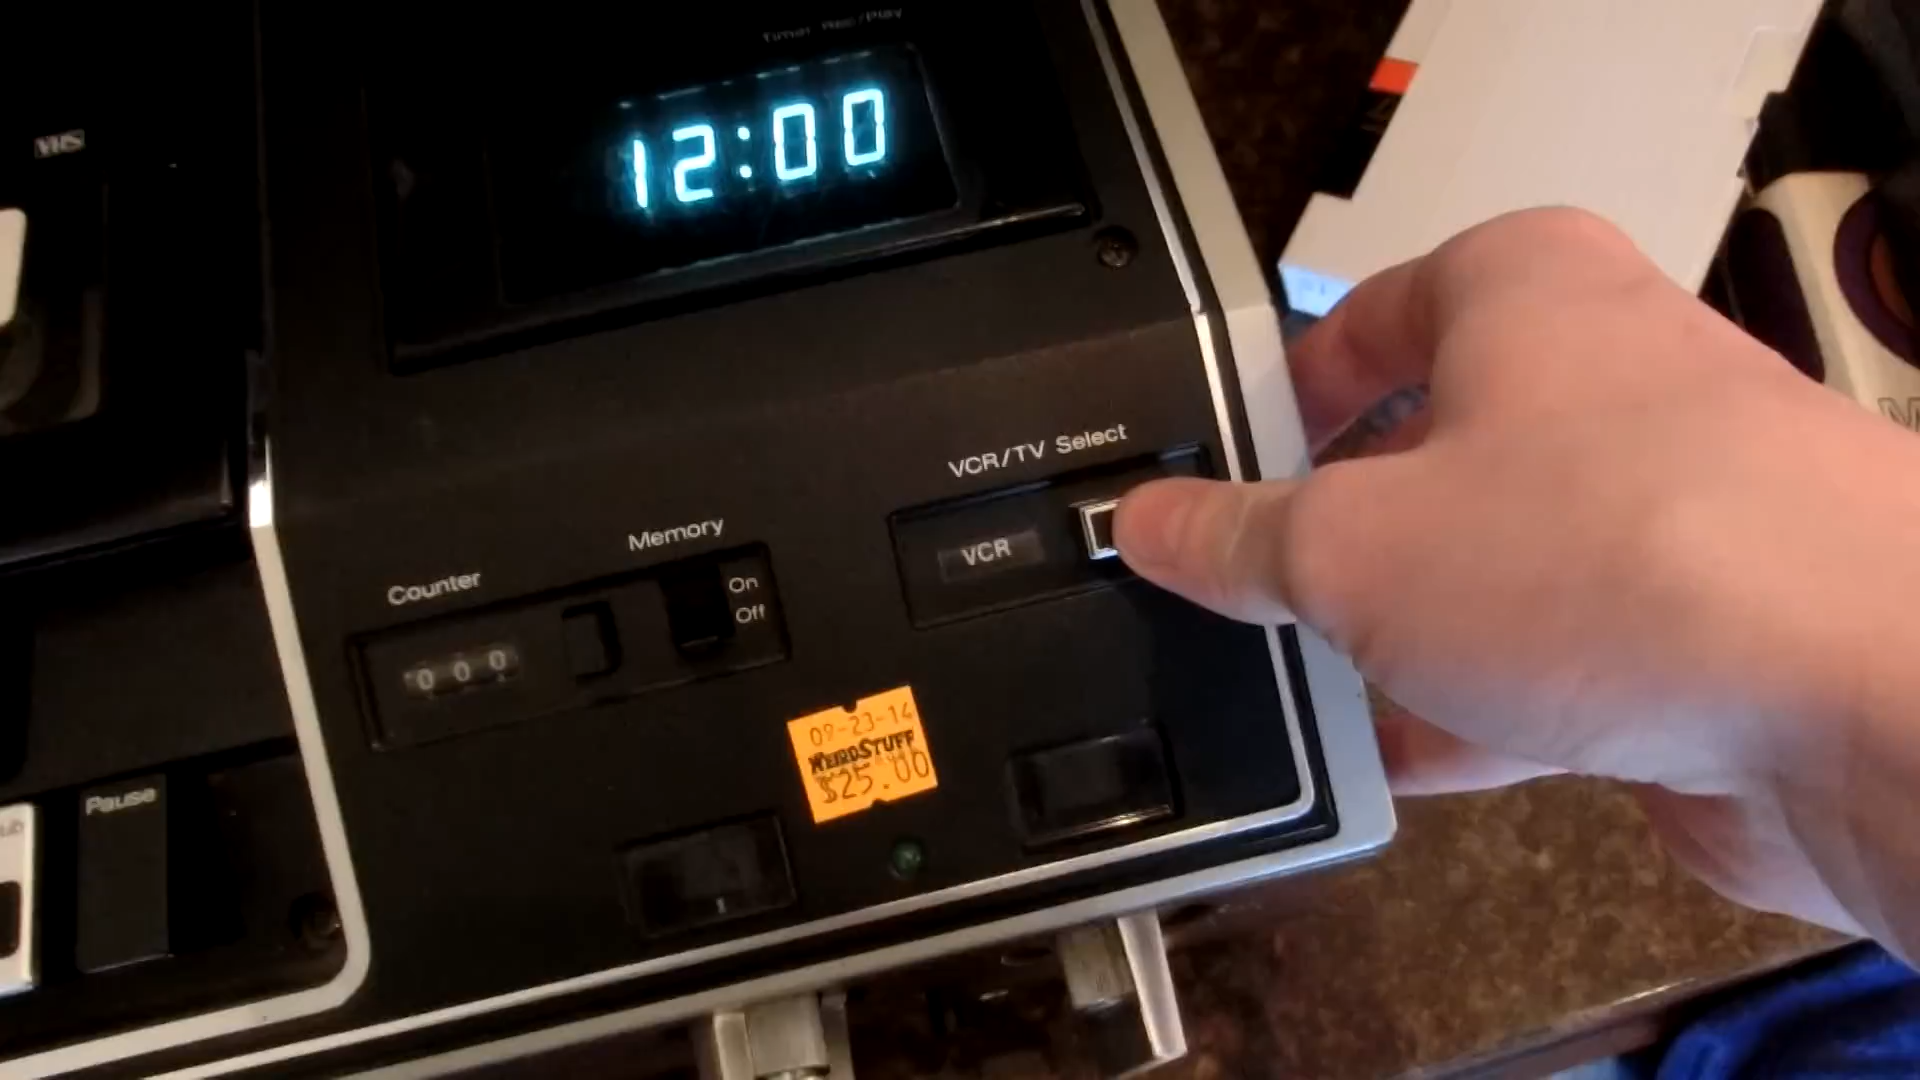 Timer Rec/Play
12:00
VHS
VCR/TV Select
VCR
Memory
On
Off
Counter
000
09-23-14
WEIRDSTUFF
$25.00
Pause